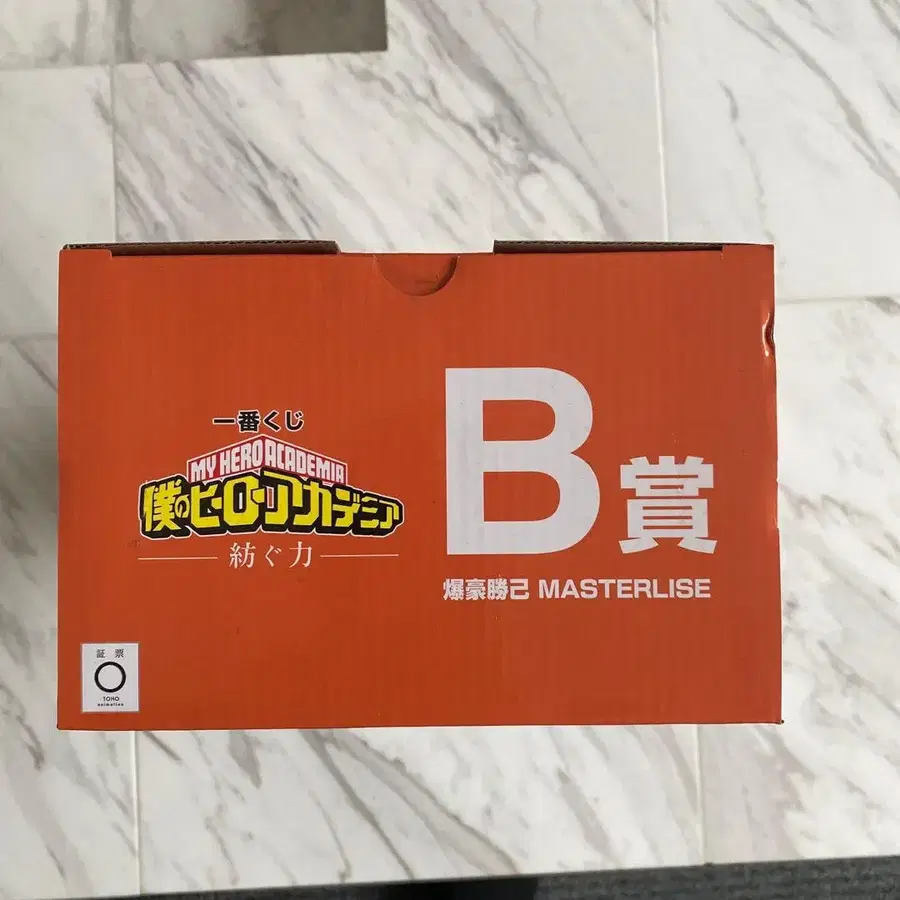 一番くじ
MY HERO ACADEMIA
僕のヒーローアカデミア
紡ぐ力
B賞
爆豪勝己 MASTERLISE
証票
TOHO
animation